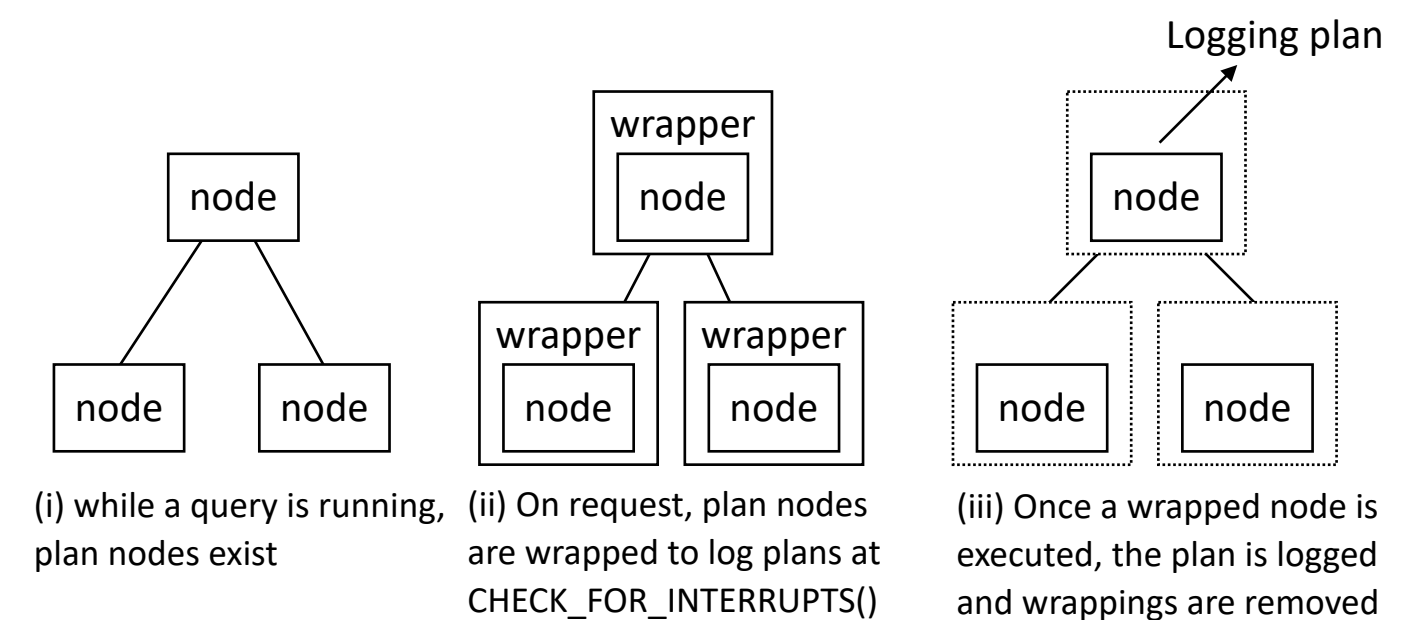 Logging plan
node
node
node
wrapper
node
wrapper
node
wrapper
node
node
node
node
(i) while a query is running,
plan nodes exist
(ii) On request, plan nodes
are wrapped to log plans at
CHECK_FOR_INTERRUPTS()
(iii) Once a wrapped node is
executed, the plan is logged
and wrappings are removed